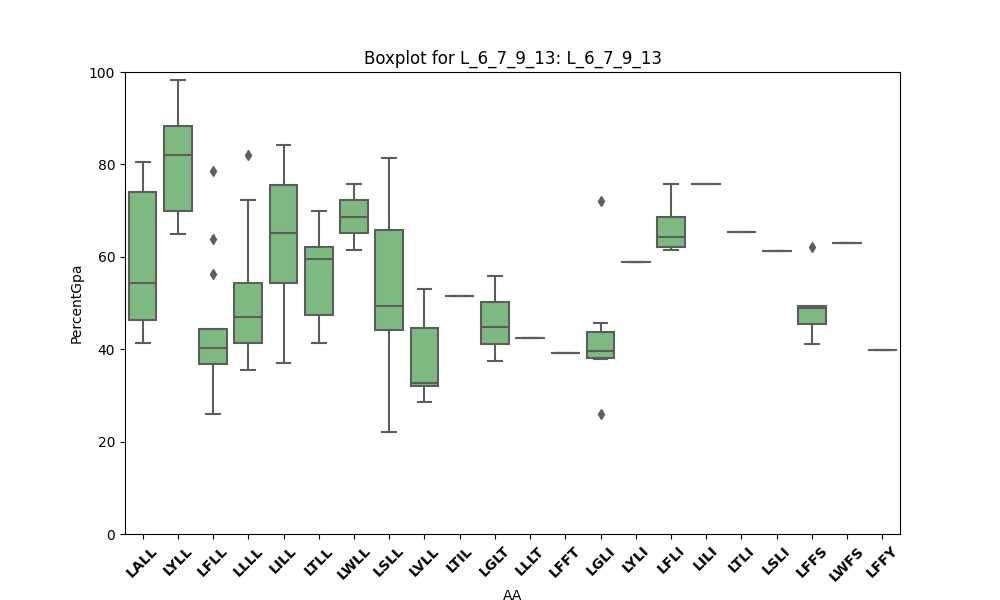 Boxplot for L_6_7_9_13: L_6_7_9_13
PercentGpa
100
80
60
40
20
0
LALL LYLL LFLL LLLL LILL LTLL LWLL LSLL LVLL LTIL LGLT LLLT LFFT LGLI LYLI LFLI LILI LTLI LSLI LFFS LWFS LFFY
AA